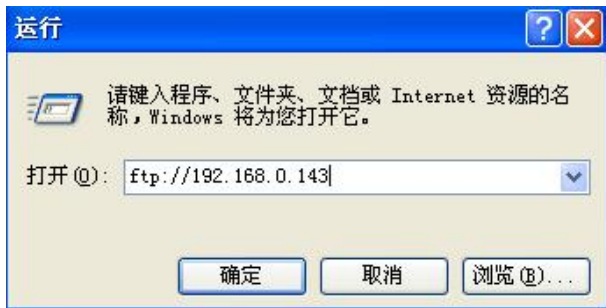 运行
请键入程序、文件夹、文档或 Internet 资源的名
称，Windows 将为您打开它。
打开(O): ftp://192.168.0.143
确定 取消 浏览(B)...